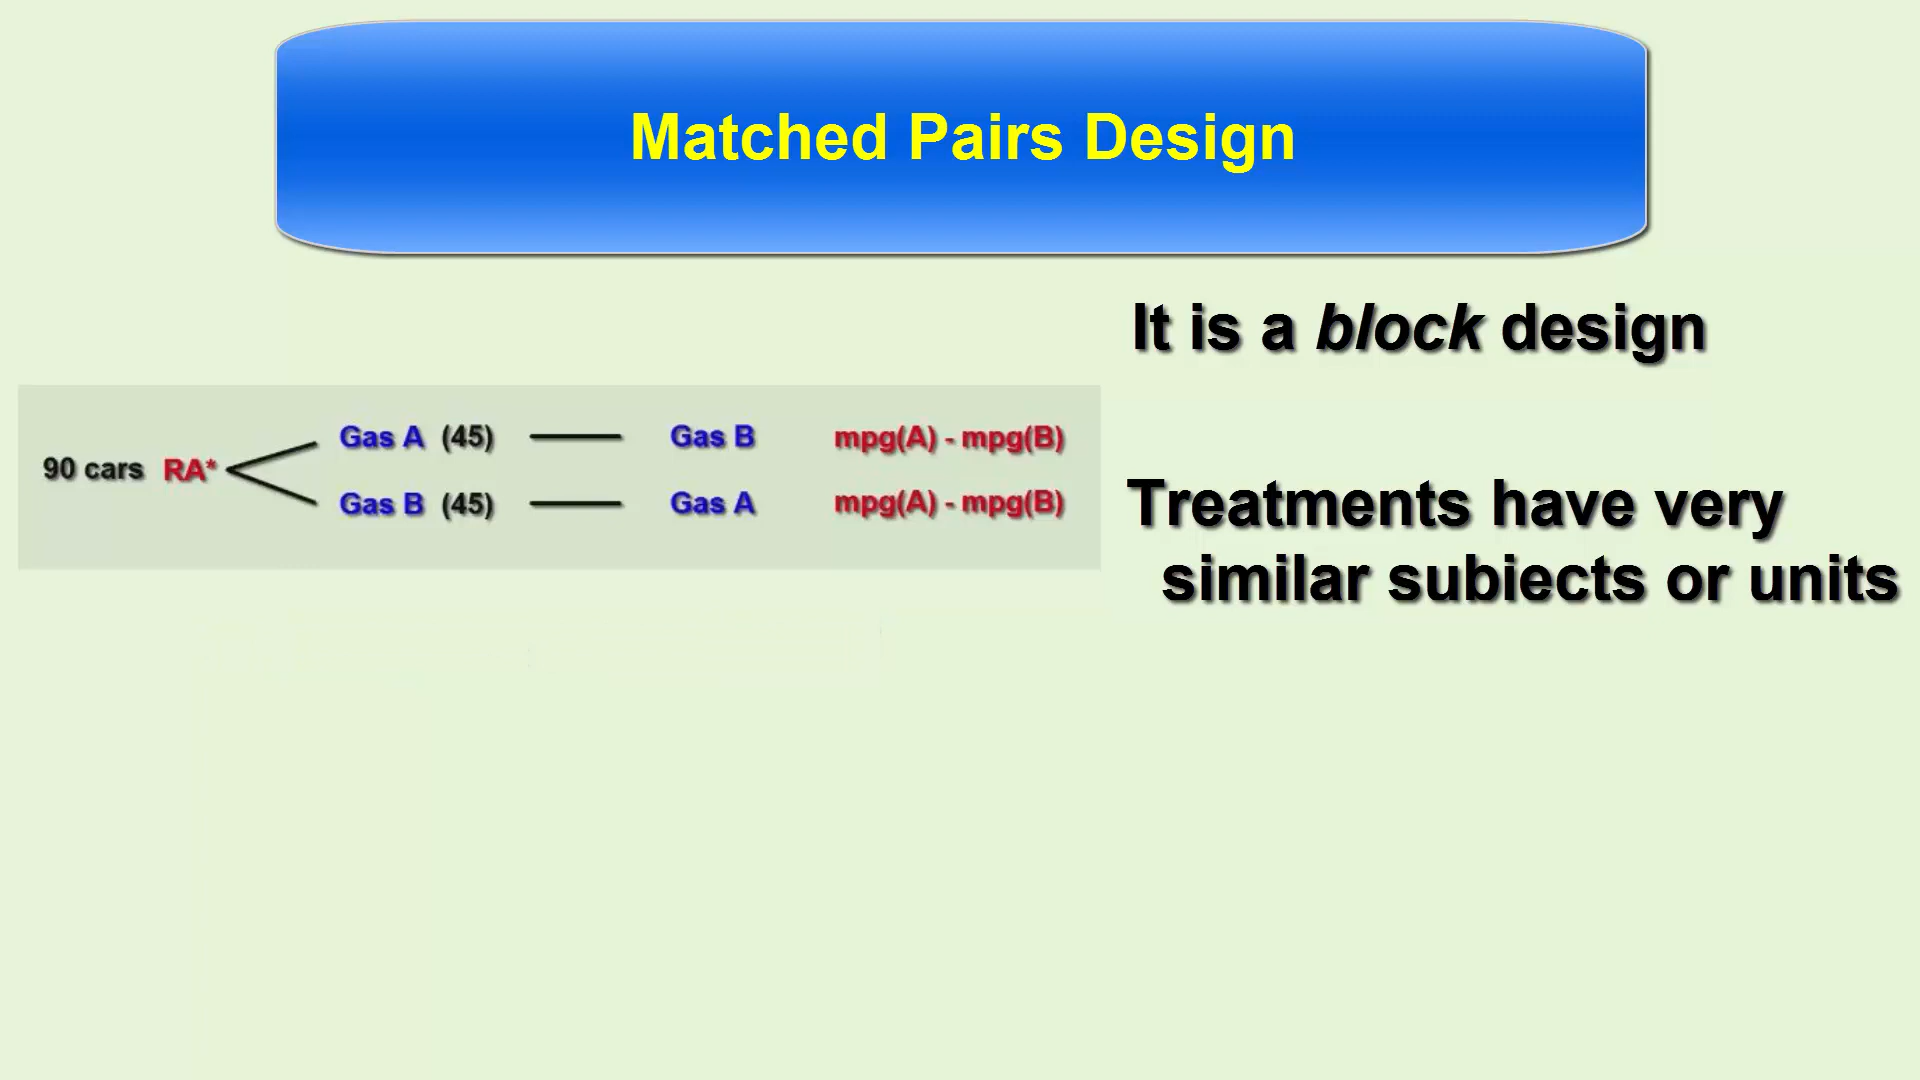 Matched Pairs Design
It is a block design
90 cars RA*
Gas A (45) Gas B mpg(A) - mpg(B)
Gas B (45) Gas A mpg(A) - mpg(B)
Treatments have very
similar subiects or units